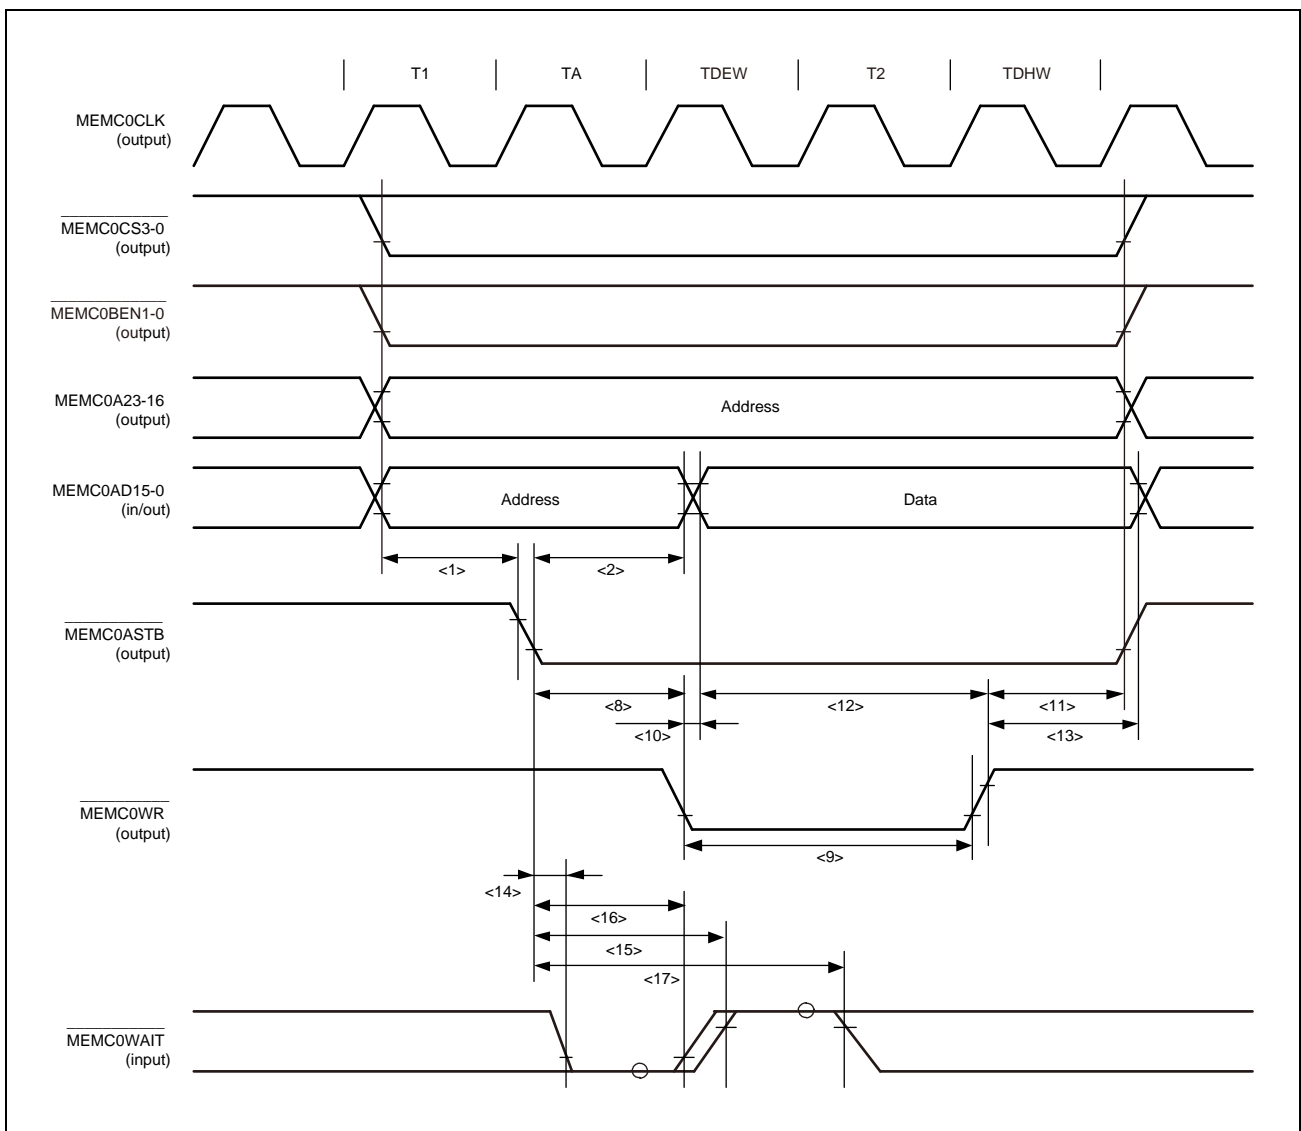 T1 TA TDEW T2 TDHW
MEMC0CLK
(output)
MEMC0CS3-0
(output)
MEMC0BEN1-0
(output)
MEMC0A23-16
(output)
Address
MEMC0AD15-0
(in/out)
Address
Data
<1>
<2>
MEMC0ASTB
(output)
<8>
<12>
<11>
<10>
<13>
MEMC0WR
(output)
<9>
<14>
<16>
<15>
<17>
MEMC0WAIT
(input)